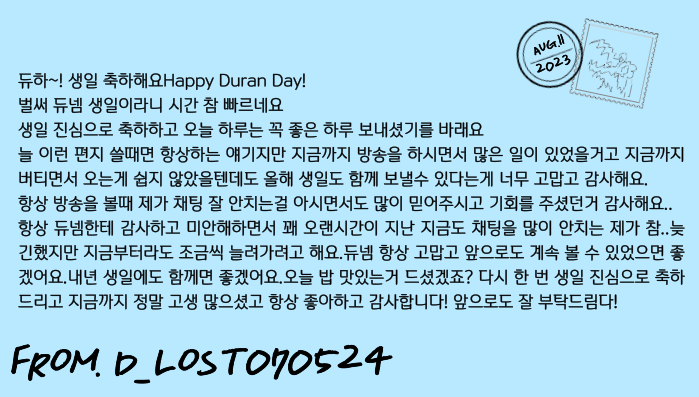 AUG.11
2023
듀하~! 생일 축하해요Happy Duran Day!
벌써 듀넴 생일이라니 시간 참 빠르네요
생일 진심으로 축하하고 오늘 하루는 꼭 좋은 하루 보내셨기를 바래요
늘 이런 편지 쓸때면 항상하는 얘기지만 지금까지 방송을 하시면서 많은 일이 있었을거고 지금까지
버티면서 오는게 쉽지 않았을텐데도 올해 생일도 함께 보낼수 있다는게 너무 고맙고 감사해요.
항상 방송을 볼때 제가 채팅 잘 안치는걸 아시면서도 많이 믿어주시고 기회를 주셨던거 감사해요..
항상 듀넴한테 감사하고 미안해하면서 꽤 오랜시간이 지난 지금도 채팅을 많이 안치는 제가 참..늦
긴했지만 지금부터라도 조금씩 늘려가려고 해요.듀넴 항상 고맙고 앞으로도 계속 볼 수 있었으면 좋
겠어요.내년 생일에도 함께면 좋겠어요.오늘 밥 맛있는거 드셨겠죠? 다시 한 번 생일 진심으로 축하
드리고 지금까지 정말 고생 많으셨고 항상 좋아하고 감사합니다! 앞으로도 잘 부탁드림다!
FROM. D_LOST070524